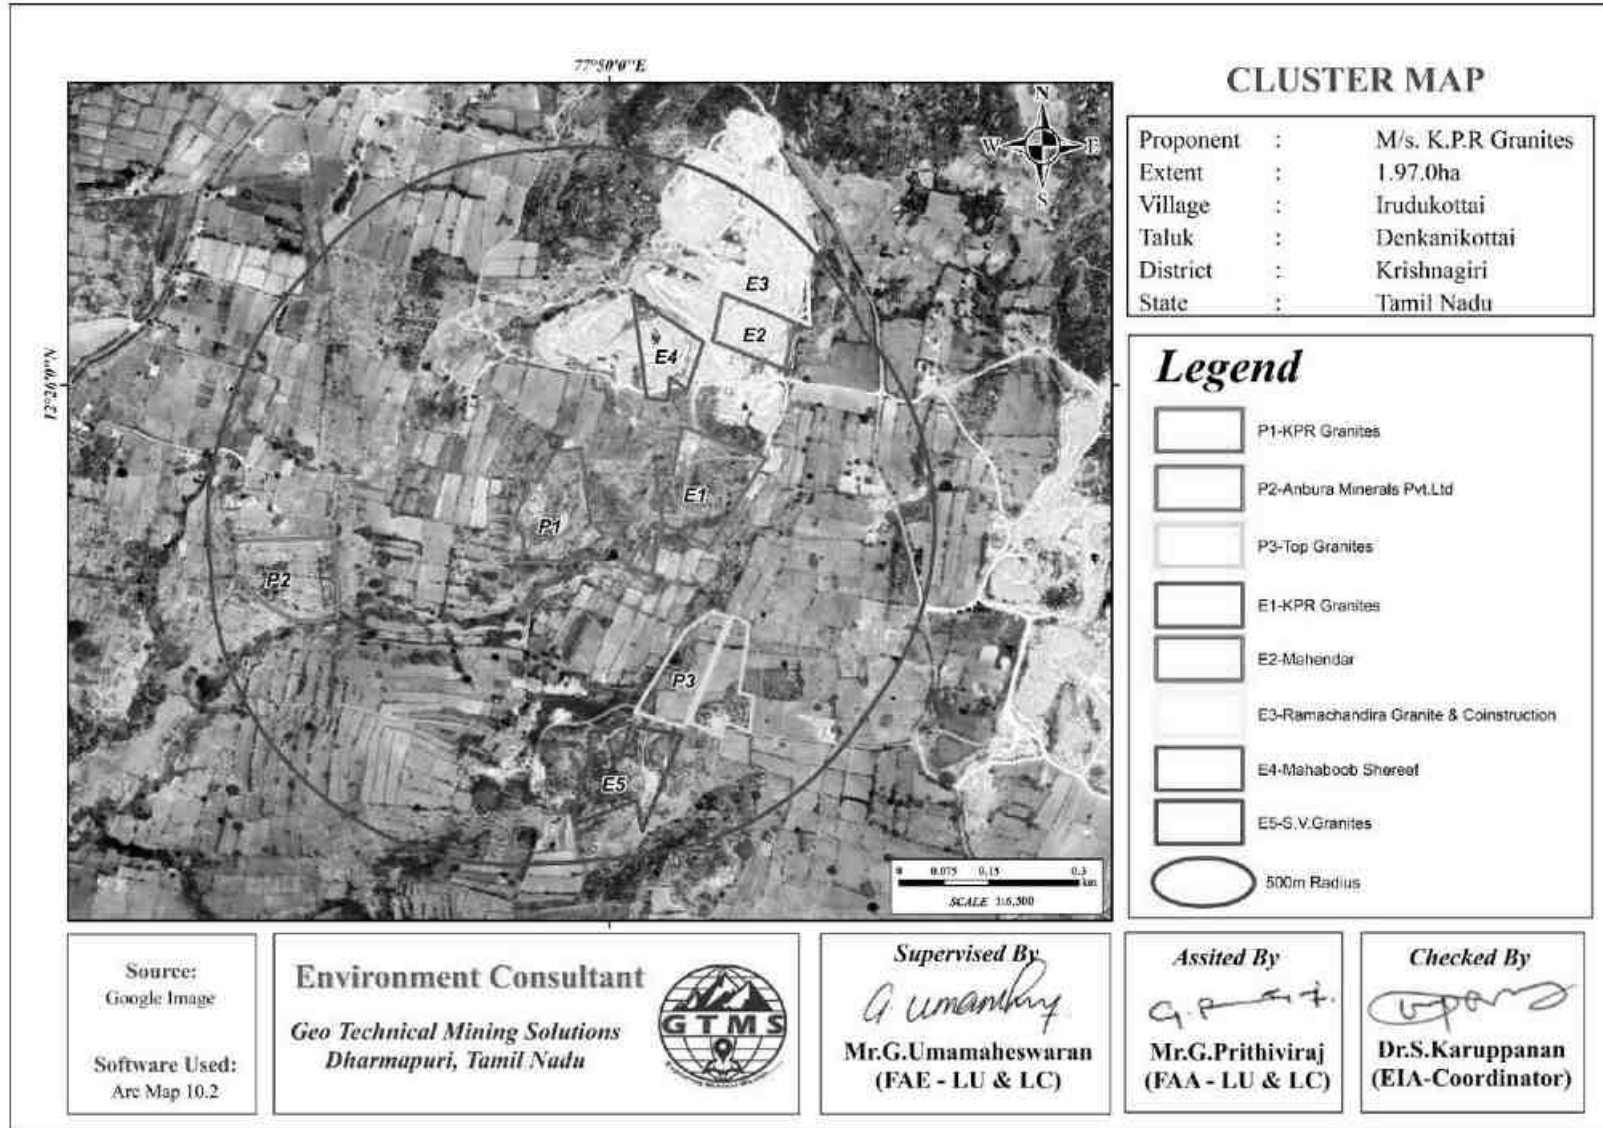 77°50'0"E
12°26'0"N
N
W
E
S
E3
E2
E4
E1
P1
P2
P3
E5
0 0.075 0.15 0.3
km
SCALE 1:6,500
CLUSTER MAP
Proponent : M/s. K.P.R Granites
Extent : 1.97.0ha
Village : Irudukottai
Taluk : Denkanikottai
District : Krishnagiri
State : Tamil Nadu
Legend
P1-KPR Granites
P2-Anbura Minerals Pvt.Ltd
P3-Top Granites
E1-KPR Granites
E2-Mahendar
E3-Ramachandira Granite & Coinstruction
E4-Mahaboob Shereef
E5-S.V.Granites
500m Radius
Source:
Google Image
Software Used:
Arc Map 10.2
Environment Consultant
Geo Technical Mining Solutions
Dharmapuri, Tamil Nadu
GTMS
Supervised By
Mr.G.Umamaheswaran
(FAE - LU & LC)
Assited By
Mr.G.Prithiviraj
(FAA - LU & LC)
Checked By
Dr.S.Karuppanan
(EIA-Coordinator)